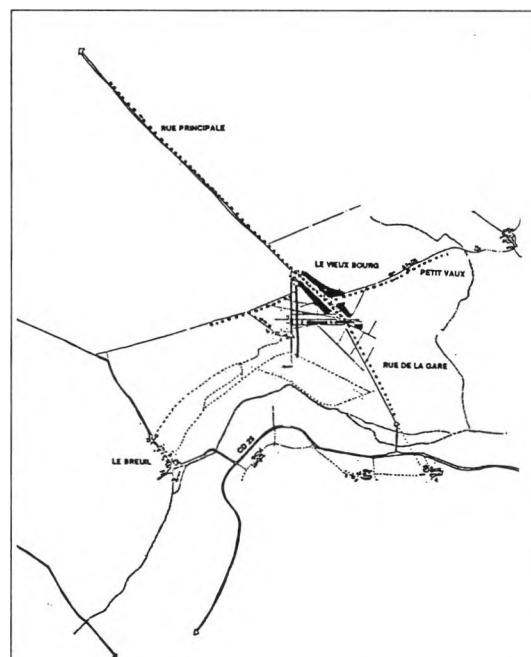 RUE PRINCIPALE
LE VIEUX BOURG
PETIT VAUX
RUE DE LA GARE
LE BREUIL
CD 25